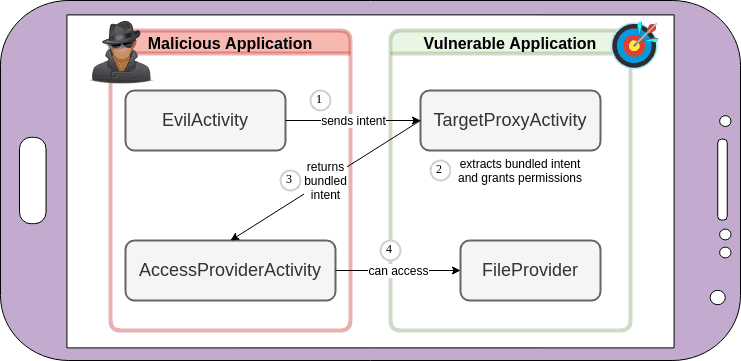 Malicious Application
Vulnerable Application
1
EvilActivity
sends intent
TargetProxyActivity
2
extracts bundled intent
and grants permissions
3
returns
bundled
intent
4
AccessProviderActivity
can access
FileProvider